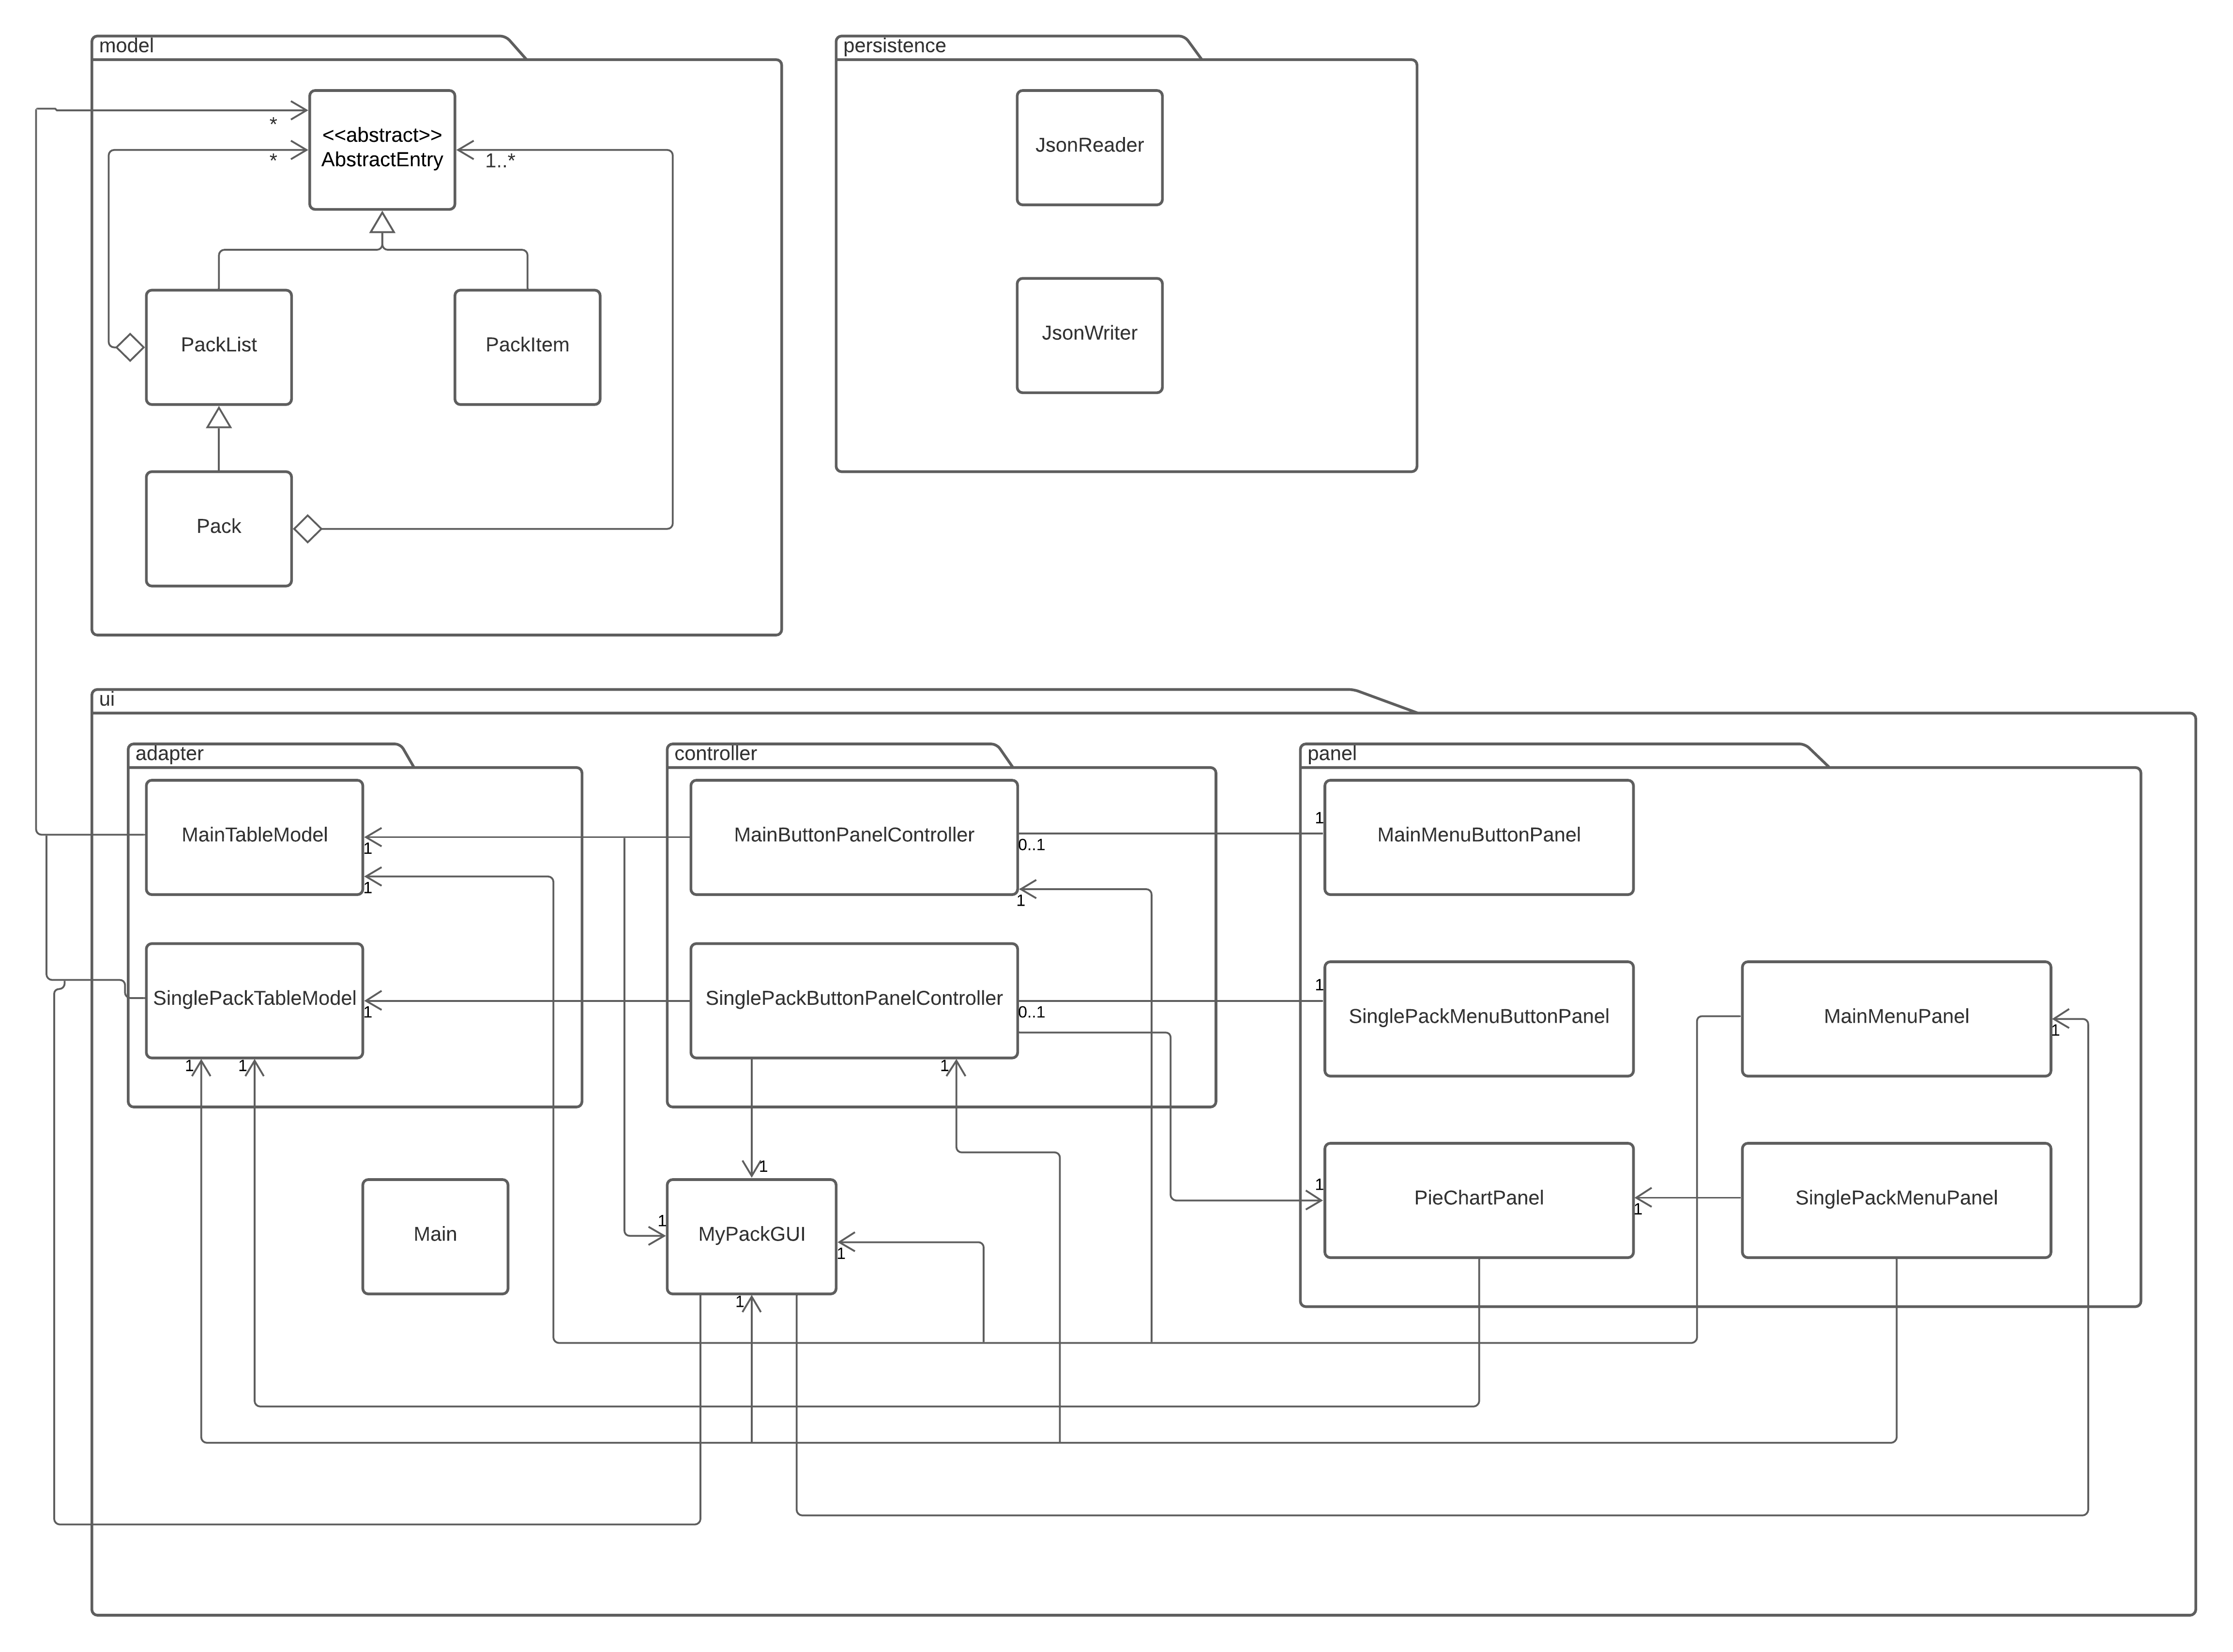 model
persistence
*
<<abstract>>
AbstractEntry
*
1..*
JsonReader
JsonWriter
PackList
PackItem
Pack
ui
adapter
controller
panel
MainTableModel
1
1
MainButtonPanelController
0..1
1
1
MainMenuButtonPanel
SinglePackTableModel
1
SinglePackButtonPanelController
0..1
1
SinglePackMenuButtonPanel
MainMenuPanel
1
1
1
1
Main
1
1
MyPackGUI
1
1
1
PieChartPanel
1
SinglePackMenuPanel